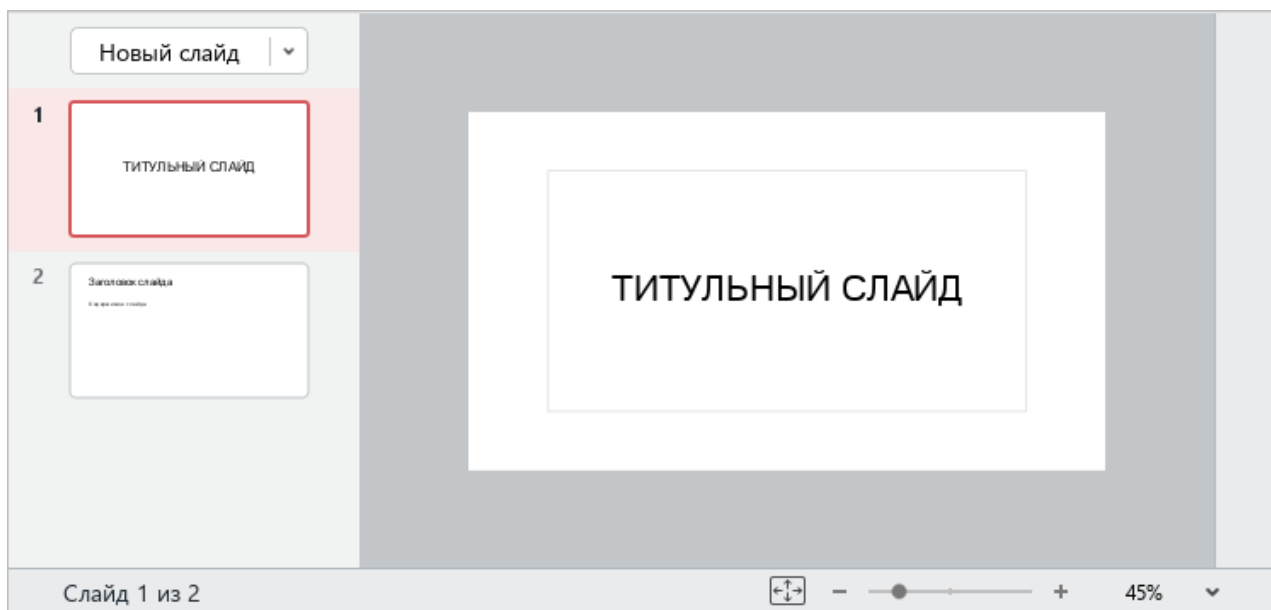 Новый слайд
1
ТИТУЛЬНЫЙ СЛАЙД
2
Заголовок слайда
ТИТУЛЬНЫЙ СЛАЙД
Слайд 1 из 2
45%